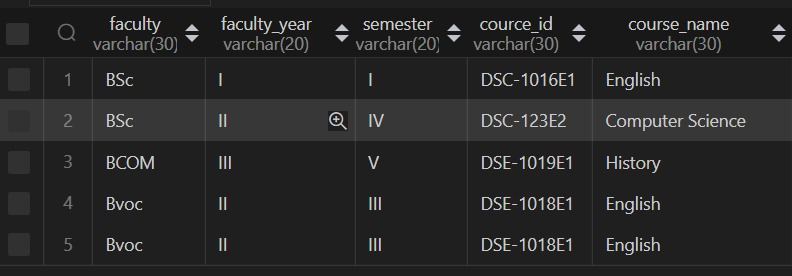 faculty faculty_year semester cource_id course_name
varchar(30) varchar(20) varchar(20) varchar(30) varchar(30)
1 BSc I I DSC-1016E1 English
2 BSc II IV DSC-123E2 Computer Science
3 BCOM III V DSE-1019E1 History
4 Bvoc II III DSE-1018E1 English
5 Bvoc II III DSE-1018E1 English